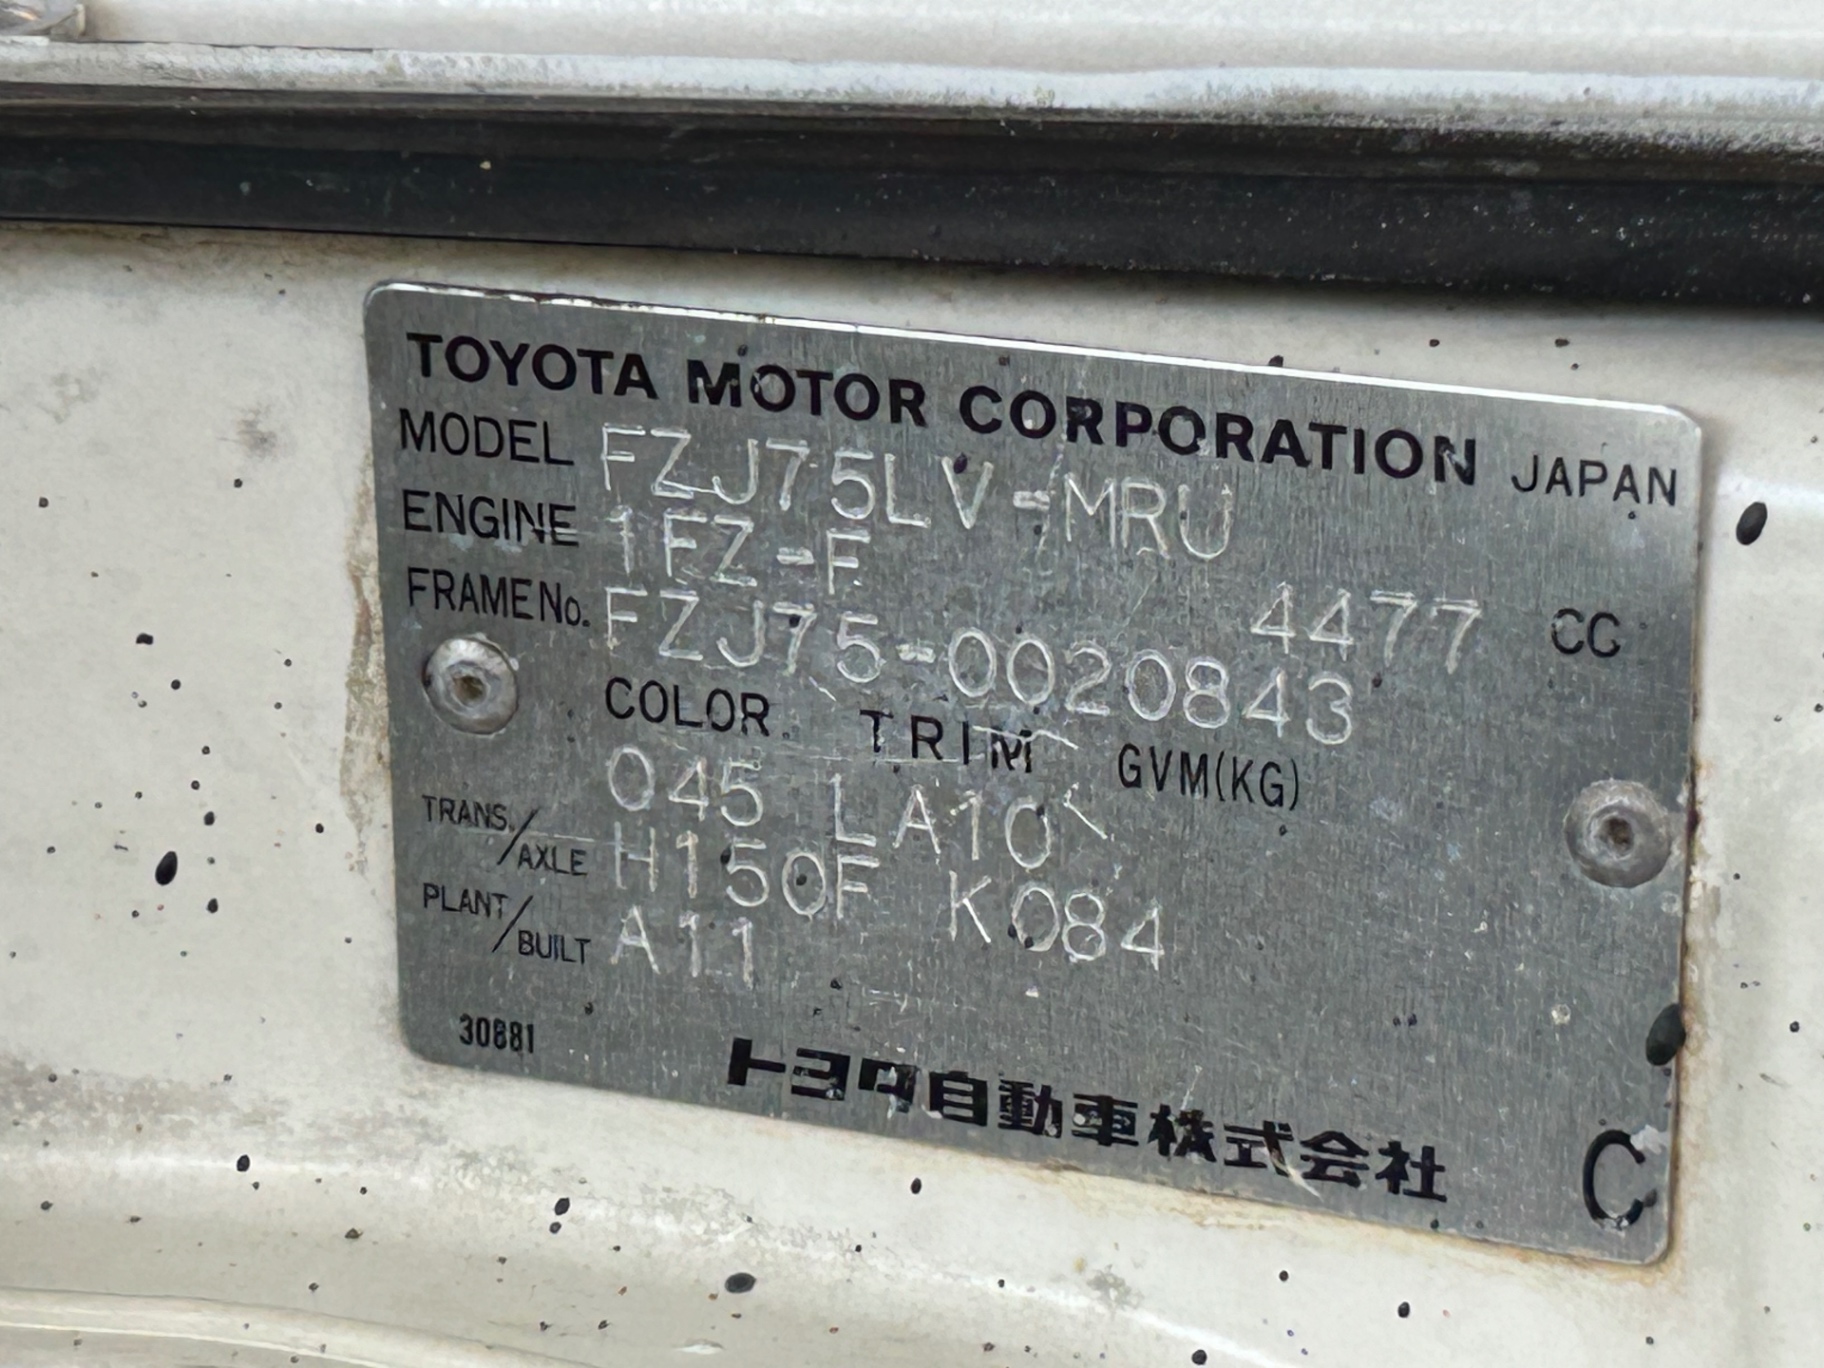 TOYOTA MOTOR CORPORATION JAPAN
MODEL FZJ75LV-MRU
ENGINE 1FZ-F 4477 CC
FRAME No. FZJ75-0020843
COLOR TRIM GVM(KG)
045 LA10
TRANS./AXLE H150F K084
PLANT/BUILT A11
30881
トヨタ自動車株式会社
C